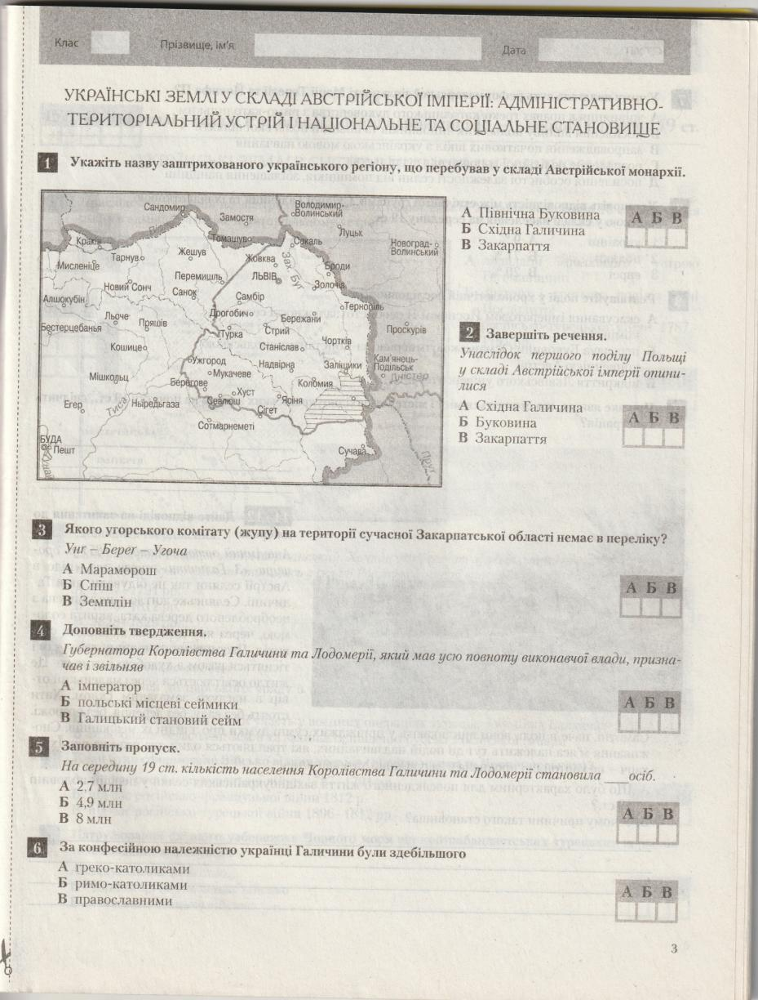 Клас
Прізвище, ім'я
Дата
УКРАЇНСЬКІ ЗЕМЛІ У СКЛАДІ АВСТРІЙСЬКОЇ ІМПЕРІЇ: АДМІНІСТРАТИВНО-
ТЕРИТОРІАЛЬНИЙ УСТРІЙ І НАЦІОНАЛЬНЕ ТА СОЦІАЛЬНЕ СТАНОВИЩЕ
1 Укажіть назву заштрихованого українського регіону, що перебував у складі Австрійської монархії.
Сандомир
Замостя
Володимир-
Волинський
Луцьк
Новоград-
Волинський
Краків
Тарнув
Томашув
Сокаль
Мисленіце
Жешув
Жовква
Зах. Буг
Броди
Перемишль
ЛЬВІВ
Золочів
Новий Сонч
Санок
Самбір
Алшокубін
Тернопіль
Льоче
Пряшів
Дрогобич
Бережани
Бестерцебанья
Турка
Стрий
Проскурів
Кошице
Станіслав
Чортків
Ужгород
Надвірна
Заліщики
Кам'янець-
Подільськ
Мукачеве
Дністер
Мішкольц
Берегове
Коломия
Хуст
Егер
Тиса
Ньїредьгаза
Севлюш
Ясіня
Сігет
Сотмарнеметі
БУДА
Пешт
Дунай
Сучава
Прут
А Північна Буковина
Б Східна Галичина
В Закарпаття
А Б В
2 Завершіть речення.
Унаслідок першого поділу Польщі
у складі Австрійської імперії опини-
лися
А Східна Галичина
Б Буковина
В Закарпаття
А Б В
3 Якого угорського комітату (жупу) на території сучасної Закарпатської області немає в переліку?
Унг – Берег – Угоча
А Мараморош
Б Спіш
В Земплін
А Б В
4 Доповніть твердження.
Губернатора Королівства Галичини та Лодомерії, який мав усю повноту виконавчої влади, призна-
чав і звільняв
А імператор
Б польські місцеві сеймики
В Галицький становий сейм
А Б В
5 Заповніть пропуск.
На середину 19 ст. кількість населення Королівства Галичини та Лодомерії становила ___осіб.
А 2,7 млн
Б 4,9 млн
В 8 млн
А Б В
6 За конфесійною належністю українці Галичини були здебільшого
А греко-католиками
Б римо-католиками
В православними
А Б В
3